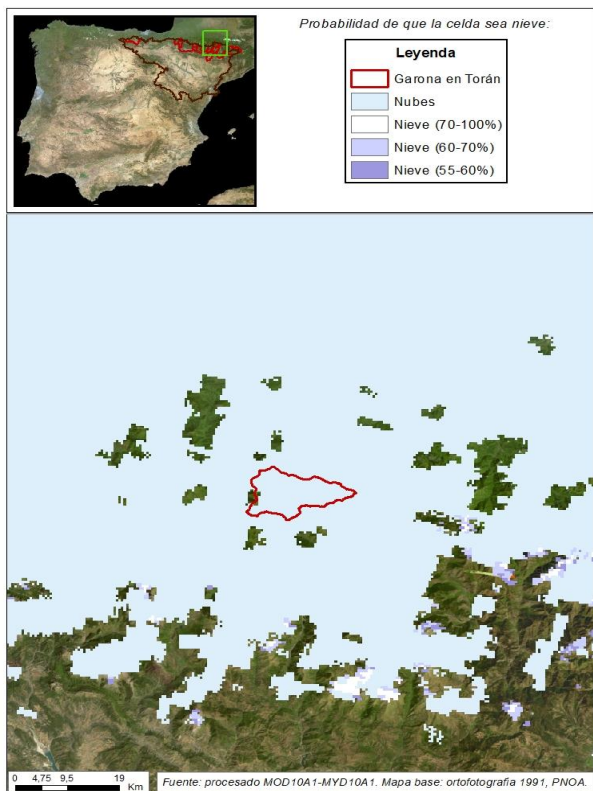 Probabilidad de que la celda sea nieve:
Leyenda
Garona en Torán
Nubes
Nieve (70-100%)
Nieve (60-70%)
Nieve (55-60%)
0 4,75 9,5 19
Km
Fuente: procesado MOD10A1-MYD10A1. Mapa base: ortofotografia 1991, PNOA.